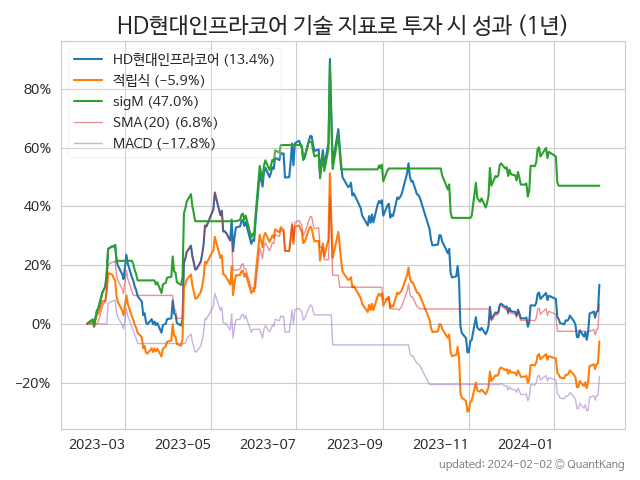 HD현대인프라코어 기술 지표로 투자 시 성과 (1년)
HD현대인프라코어 (13.4%)
적립식 (−5.9%)
sigM (47.0%)
SMA(20) (6.8%)
MACD (−17.8%)
80%
60%
40%
20%
0%
−20%
2023−03 2023−05 2023−07 2023−09 2023−11 2024−01
updated: 2024−02−02 © QuantKang